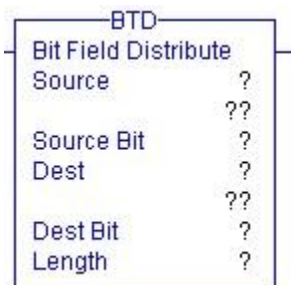 BTD
Bit Field Distribute
Source ?
??
Source Bit ?
Dest ?
??
Dest Bit ?
Length ?